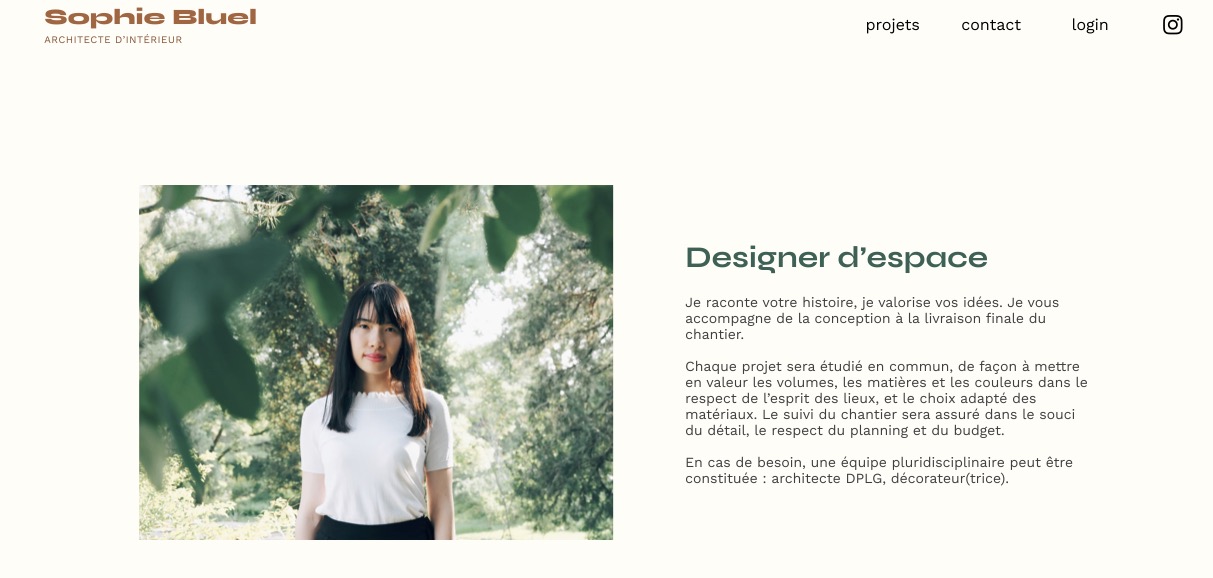 Sophie Bluel
ARCHITECTE D’INTÉRIEUR
projets
contact
login
Designer d’espace
Je raconte votre histoire, je valorise vos idées. Je vous
accompagne de la conception à la livraison finale du
chantier.
Chaque projet sera étudié en commun, de façon à mettre
en valeur les volumes, les matières et les couleurs dans le
respect de l’esprit des lieux, et le choix adapté des
matériaux. Le suivi du chantier sera assuré dans le souci
du détail, le respect du planning et du budget.
En cas de besoin, une équipe pluridisciplinaire peut être
constituée : architecte DPLG, décorateur(trice).